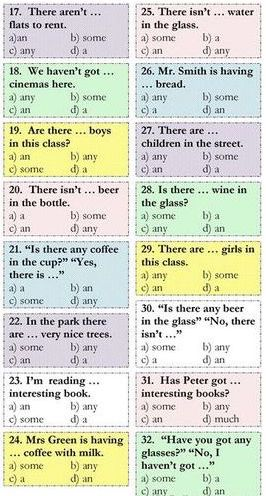 17. There aren't …
flats to rent.
a)an b) some
c) any d) a
18. We haven't got …
cinemas here.
a) any b) some
c) an d) a
19. Are there … boys
in this class?
a) an b) any
c) some d) a
20. There isn't … beer
in the bottle.
a) a b) some
c) any d) an
21. “Is there any coffee
in the cup?” “Yes,
there is …”
a) any b) a
c) some d) an
22. In the park there
are … very nice trees.
a) some b) any
c) a d) an
23. I'm reading …
interesting book.
a) an b) any
c) some d) a
24. Mrs Green is having
… coffee with milk.
a) some b) any
c) a d) an
25. There isn't … water
in the glass.
a) some b) a
c) any d) an
26. Mr. Smith is having
… bread.
a) any b) some
c) a d) an
27. There are …
children in the street.
a) an b) any
c) some d) a
28. Is there … wine in
the glass?
a) some b) a
c) any d) an
29. There are … girls in
this class.
a) any b) some
c) an d) a
30. “Is there any beer
in the glass” “No, there
isn't …”
a) some b) any
c) a d) an
31. Has Peter got …
interesting books?
a) any b) a
c) an d) much
32. “Have you got any
glasses?” “No, I
haven't got …”
a) some b) a
c) any d) an